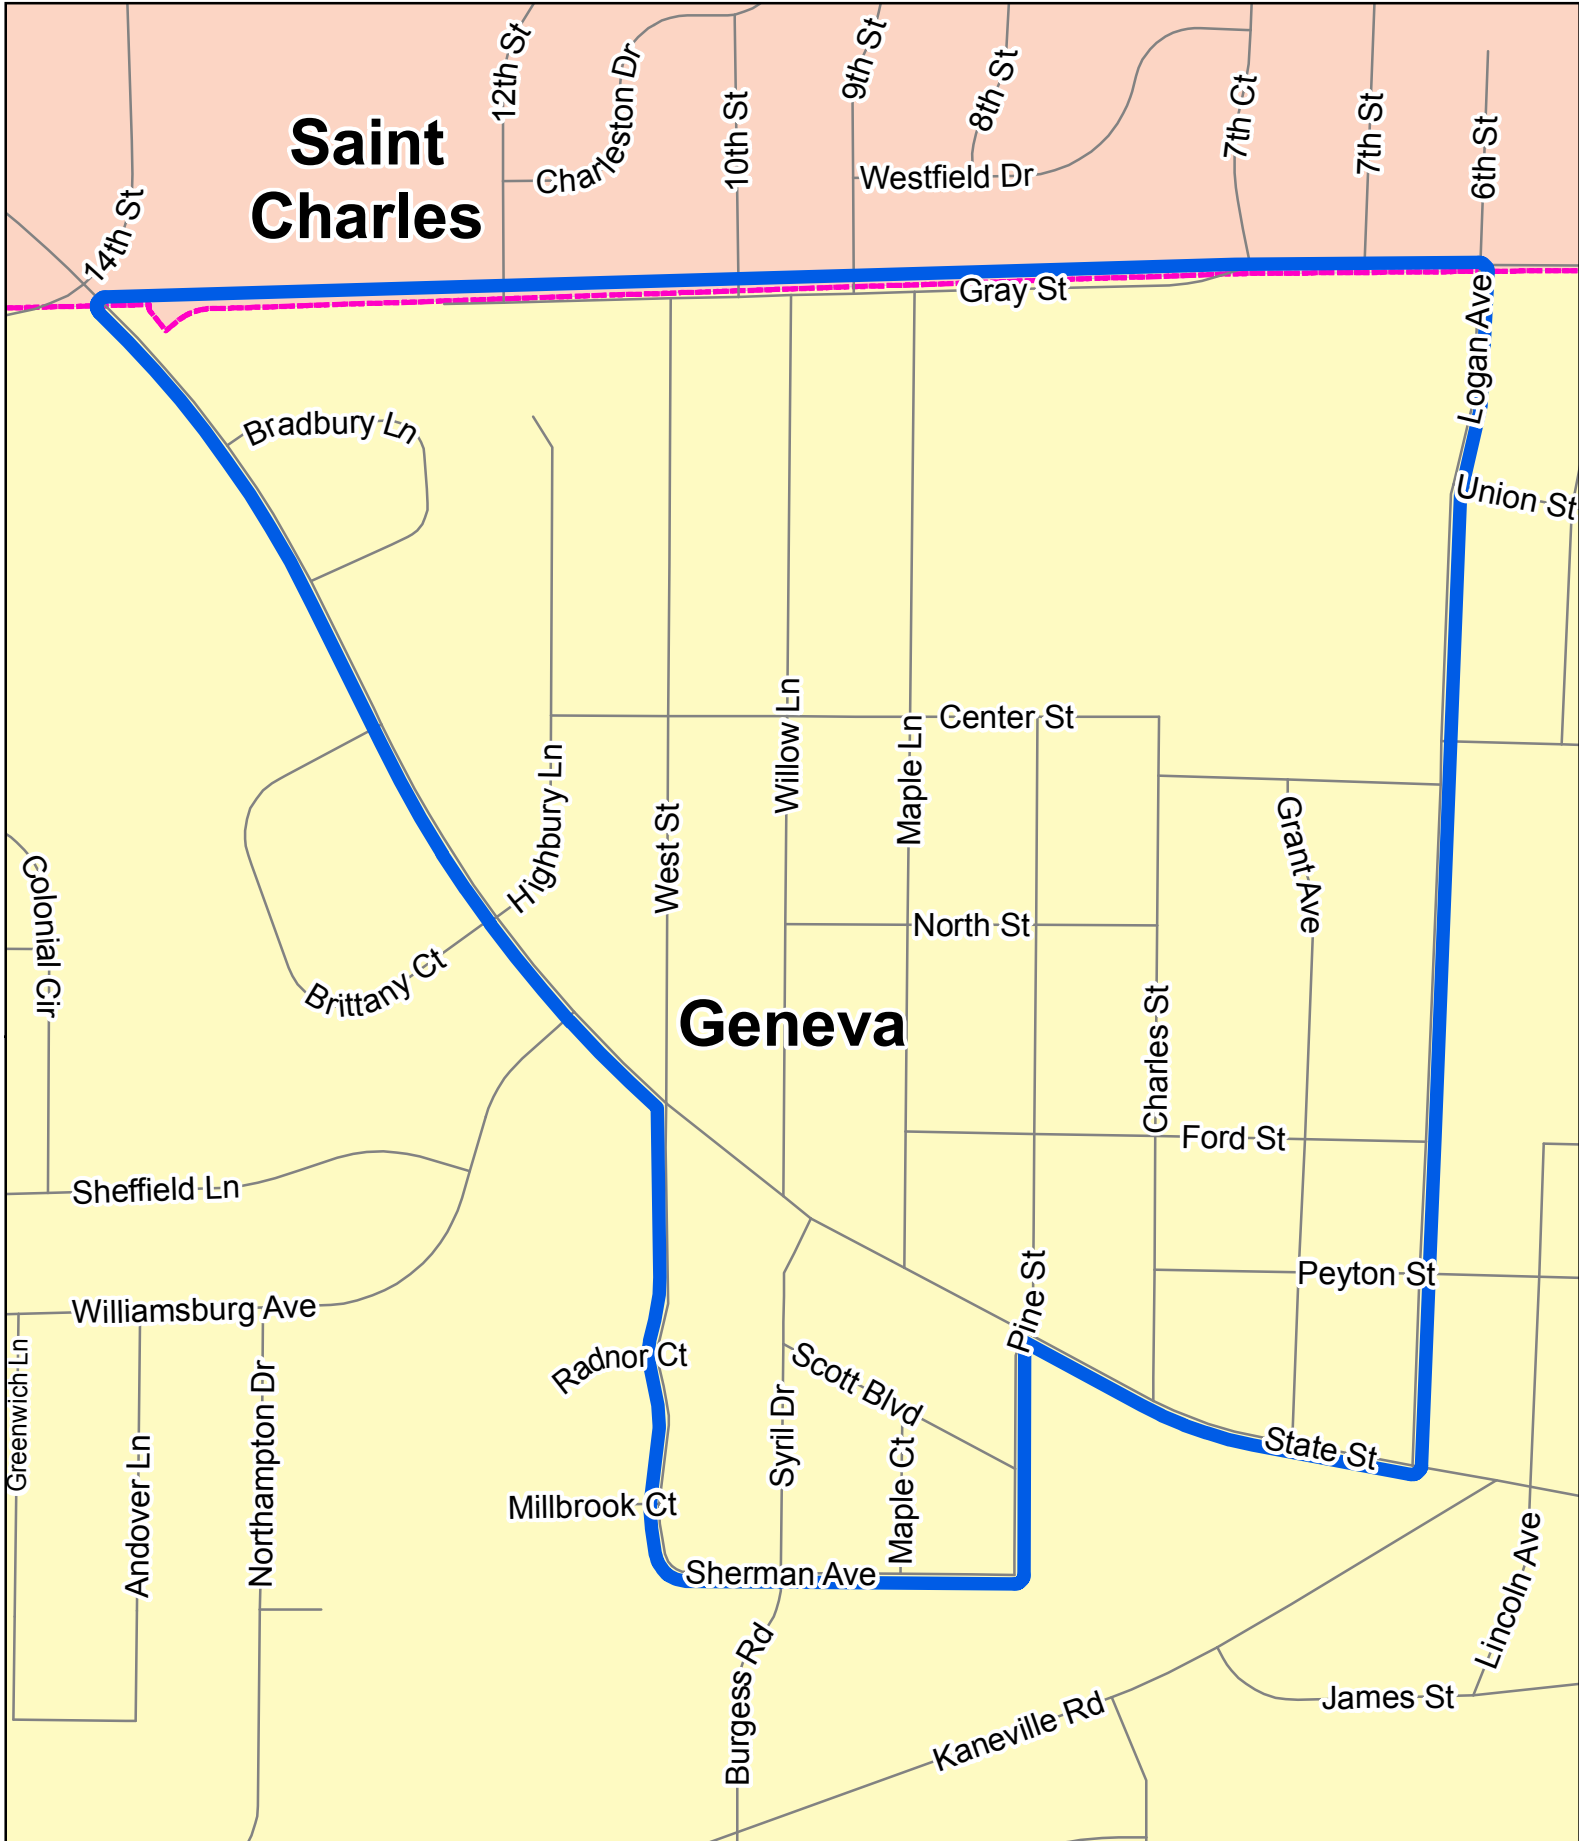 12th St
Charleston Dr
10th St
9th St
8th St
7th Ct
7th St
6th St
Saint
Charles
Westfield Dr
14th St
Gray St
Logan Ave
Bradbury Ln
Union St
Center St
Willow Ln
Maple Ln
Highbury Ln
West St
Grant Ave
Colonial Cir
North St
Brittany Ct
Geneva
Charles St
Ford St
Sheffield Ln
Pine St
Peyton St
Williamsburg Ave
Radnor Ct
Scott Blvd
Greenwich Ln
Andover Ln
Northampton Dr
Syril Dr
Maple Ct
State St
Millbrook Ct
Sherman Ave
Lincoln Ave
Burgess Rd
Kaneville Rd
James St